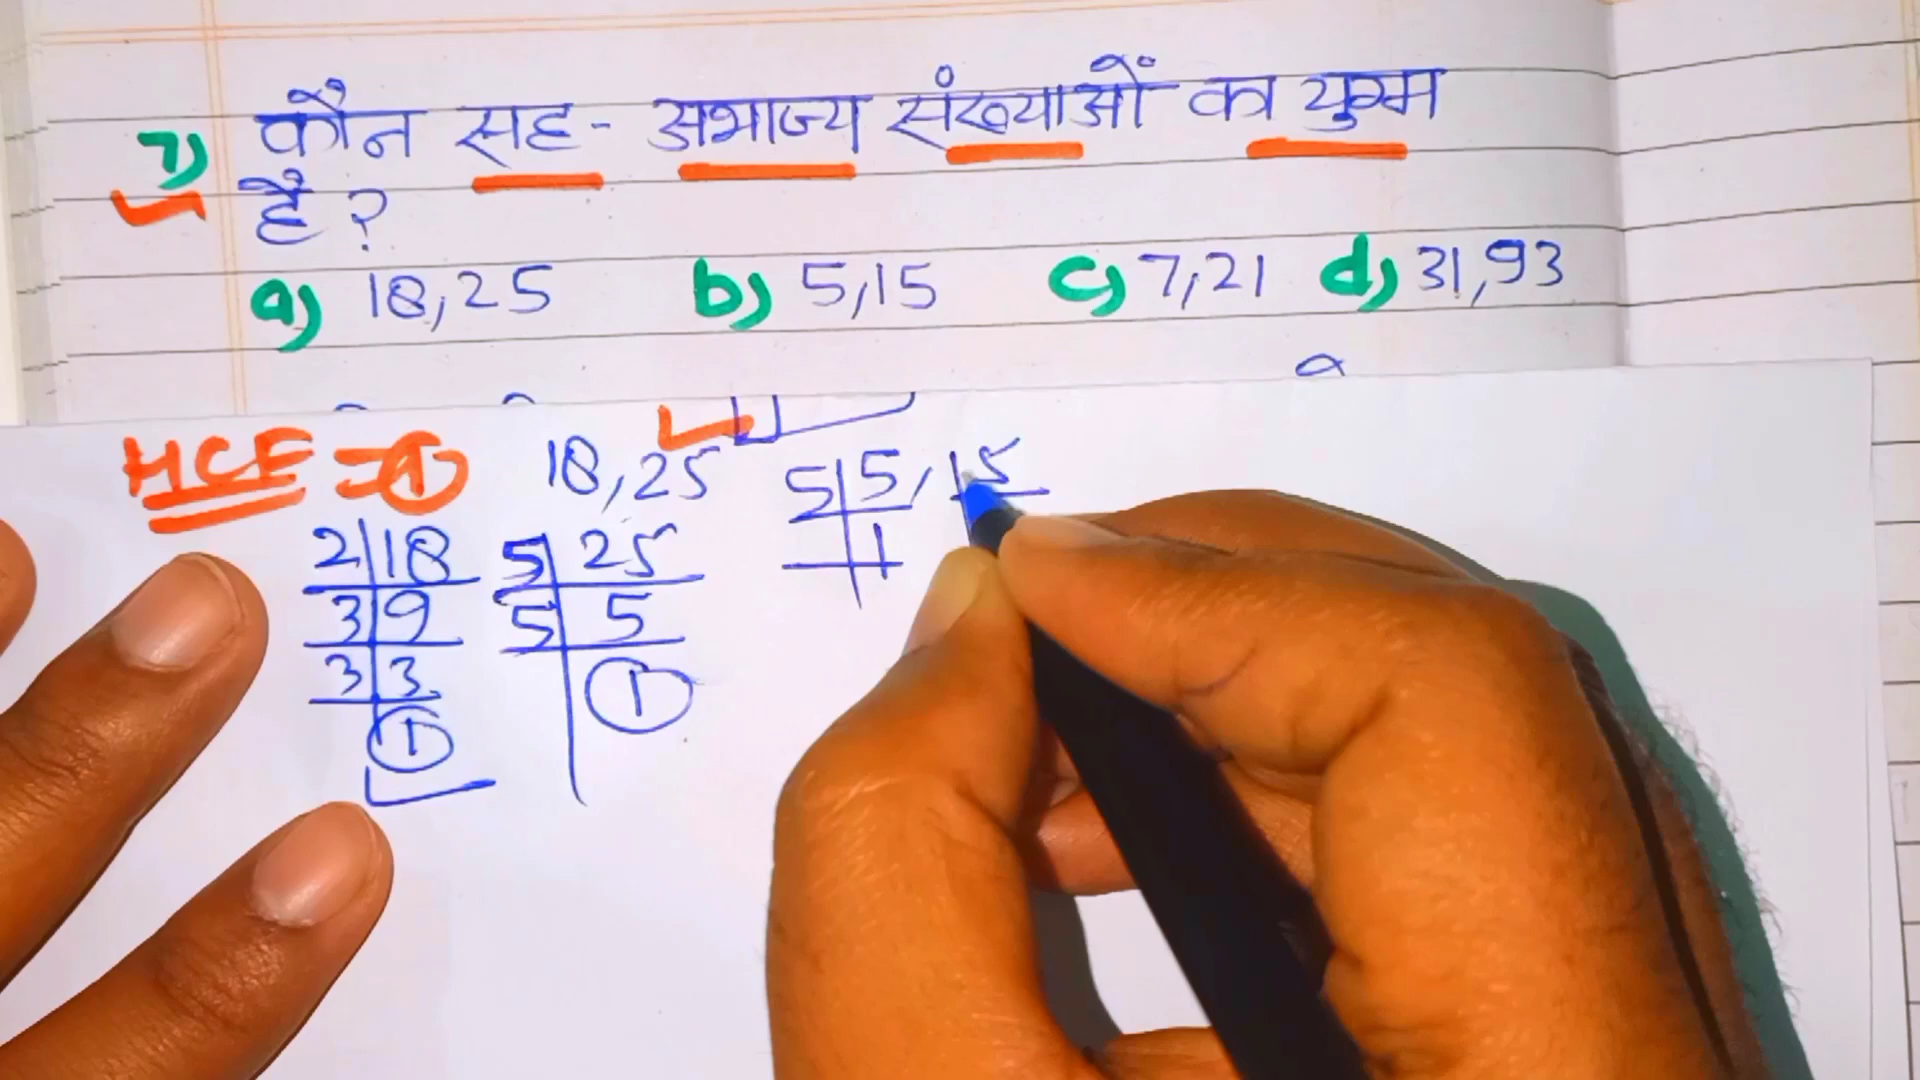 7) कौन सह- अभाज्य संख्याओं का युग्म
है ?
a) 18,25 b) 5,15 c) 7,21 d) 31,93
HCF = 1 18,25 5 5, 15
2 18 5 25 1
3 9 5 5
3 3 1
1